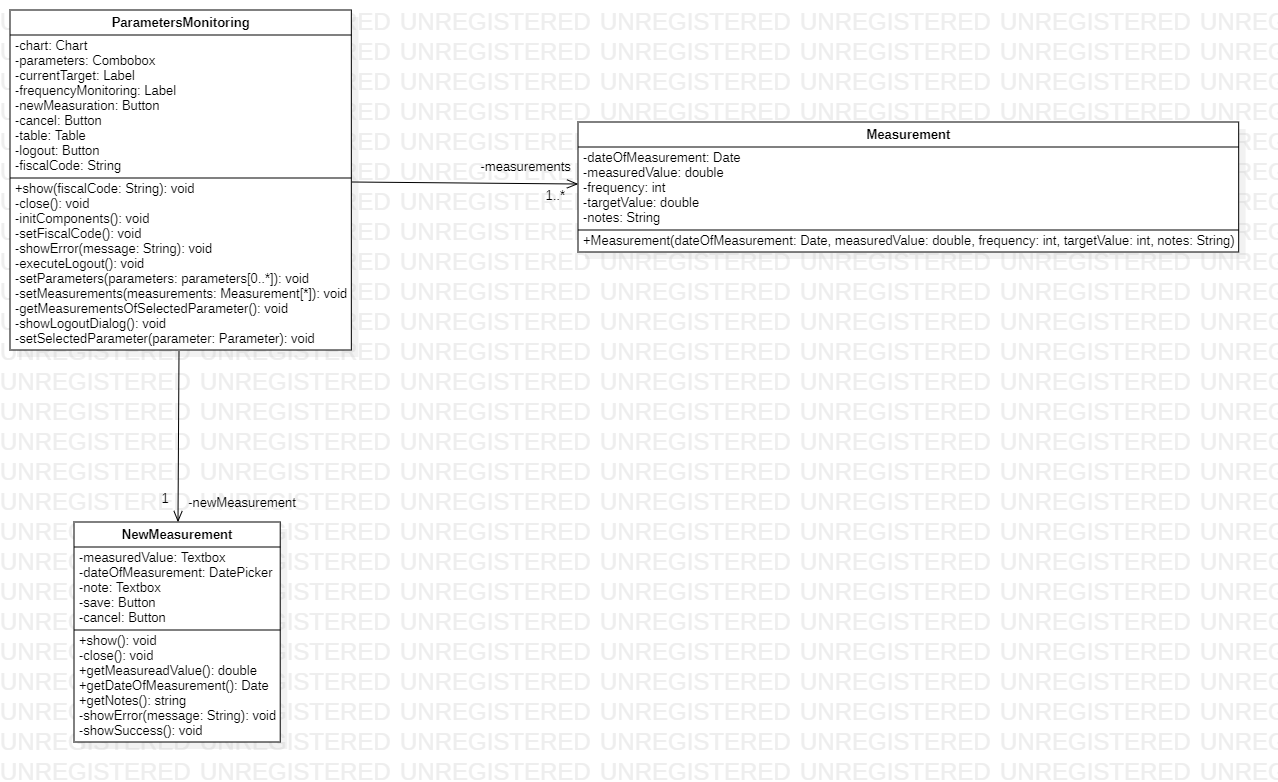 ParametersMonitoring
-chart: Chart
-parameters: Combobox
-currentTarget: Label
-frequencyMonitoring: Label
-newMeasuration: Button
-cancel: Button
-table: Table
-logout: Button
-fiscalCode: String
+show(fiscalCode: String): void
-close(): void
-initComponents(): void
-setFiscalCode(): void
-showError(message: String): void
-executeLogout(): void
-setParameters(parameters: parameters[0..*]): void
-setMeasurements(measurements: Measurement[*]): void
-getMeasurementsOfSelectedParameter(): void
-showLogoutDialog(): void
-setSelectedParameter(parameter: Parameter): void
-measurements
1..*
Measurement
-dateOfMeasurement: Date
-measuredValue: double
-frequency: int
-targetValue: double
-notes: String
+Measurement(dateOfMeasurement: Date, measuredValue: double, frequency: int, targetValue: int, notes: String)
1
-newMeasurement
NewMeasurement
-measuredValue: Textbox
-dateOfMeasurement: DatePicker
-note: Textbox
-save: Button
-cancel: Button
+show(): void
-close(): void
+getMeasureadValue(): double
+getDateOfMeasurement(): Date
+getNotes(): string
-showError(message: String): void
-showSuccess(): void
UNREGISTERED